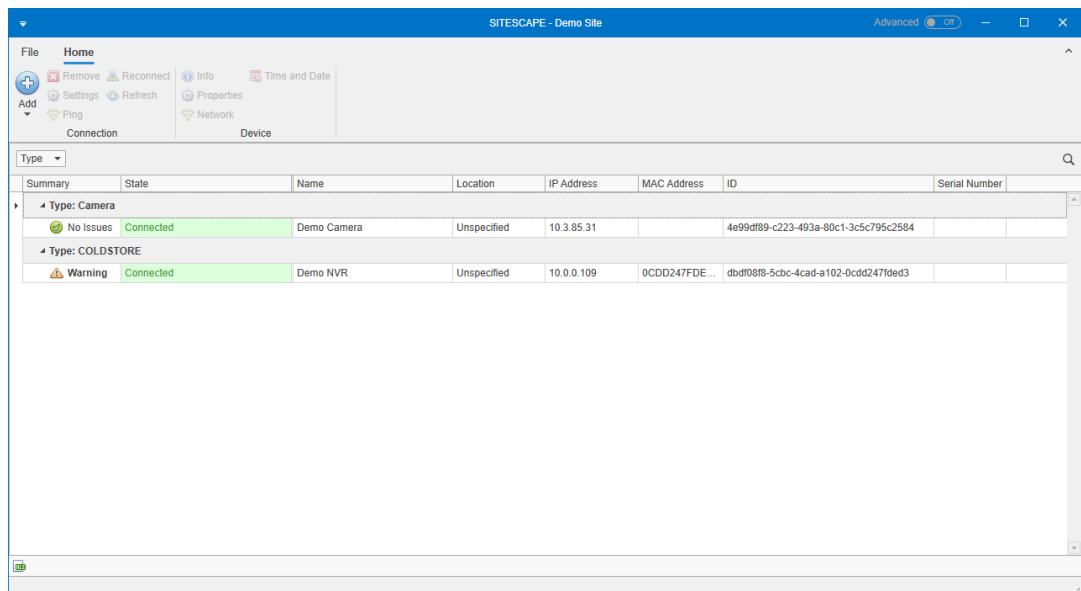 SITESCAPE - Demo Site
Advanced Off
File Home
Add
Remove Reconnect Info Time and Date
Settings Refresh Properties
Ping Network
Connection Device
Type
Summary State Name Location IP Address MAC Address ID Serial Number
Type: Camera
No Issues Connected Demo Camera Unspecified 10.3.85.31 4e99df89-c223-493a-80c1-3c5c795c2584
Type: COLDSTORE
Warning Connected Demo NVR Unspecified 10.0.0.109 0CDD247FDE... dbdf08f8-5cbc-4cad-a102-0cdd247fded3